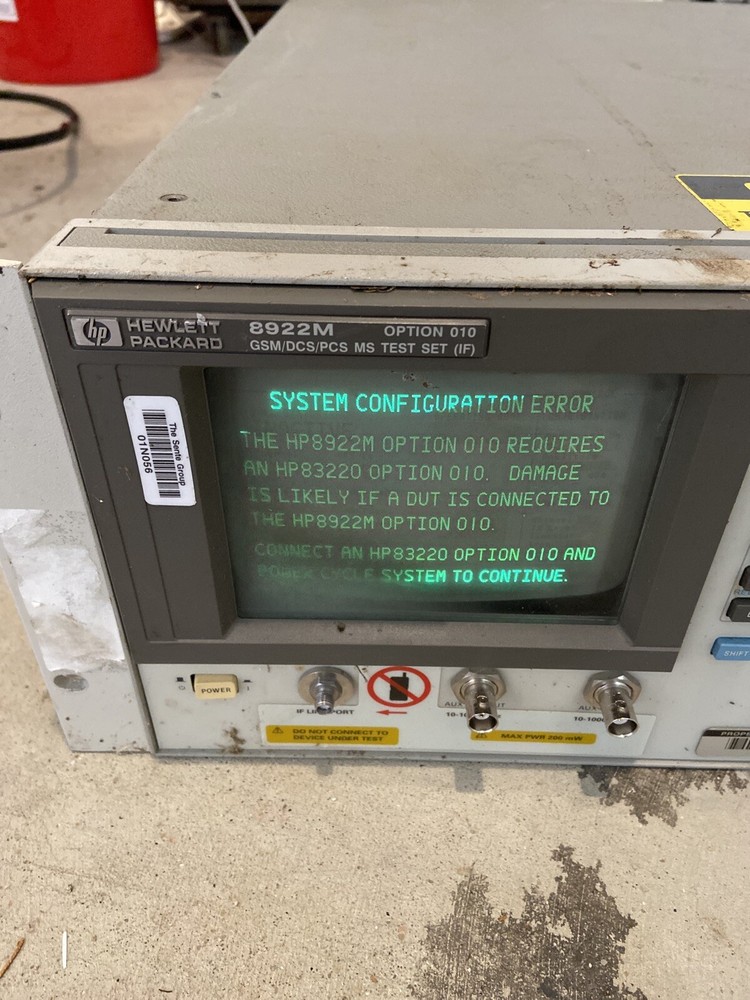 hp HEWLETT PACKARD 8922M OPTION 010
GSM/DCS/PCS MS TEST SET (IF)
The Sente Group
01N056
SYSTEM CONFIGURATION ERROR
THE HP8922M OPTION 010 REQUIRES
AN HP83220 OPTION 010. DAMAGE
IS LIKELY IF A DUT IS CONNECTED TO
THE HP8922M OPTION 010.
CONNECT AN HP83220 OPTION 010 AND
POWER CYCLE SYSTEM TO CONTINUE.
SHIFT
POWER
DO NOT CONNECT TO
DEVICE UNDER TEST
MAX PWR 200 mW